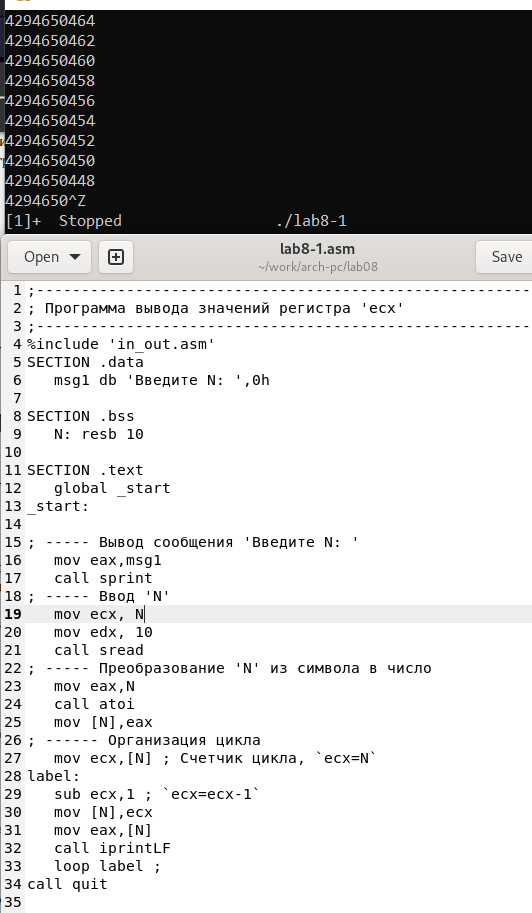 4294650464
4294650462
4294650460
4294650458
4294650456
4294650454
4294650452
4294650450
4294650448
4294650^Z
[1]+  Stopped                 ./lab8-1
Open
lab8-1.asm
~/work/arch-pc/lab08
Save
1 ;-------------------------------------------------------
2 ; Программа вывода значений регистра 'ecx'
3 ;-------------------------------------------------------
4 %include 'in_out.asm'
5 SECTION .data
6    msg1 db 'Введите N: ',0h
7
8 SECTION .bss
9    N: resb 10
10
11 SECTION .text
12    global _start
13 _start:
14
15 ; ----- Вывод сообщения 'Введите N: '
16    mov eax,msg1
17    call sprint
18 ; ----- Ввод 'N'
19    mov ecx, N
20    mov edx, 10
21    call sread
22 ; ----- Преобразование 'N' из символа в число
23    mov eax,N
24    call atoi
25    mov [N],eax
26 ; ------ Организация цикла
27    mov ecx,[N] ; Счетчик цикла, `ecx=N`
28 label:
29    sub ecx,1 ; `ecx=ecx-1`
30    mov [N],ecx
31    mov eax,[N]
32    call iprintLF
33    loop label ;
34 call quit
35